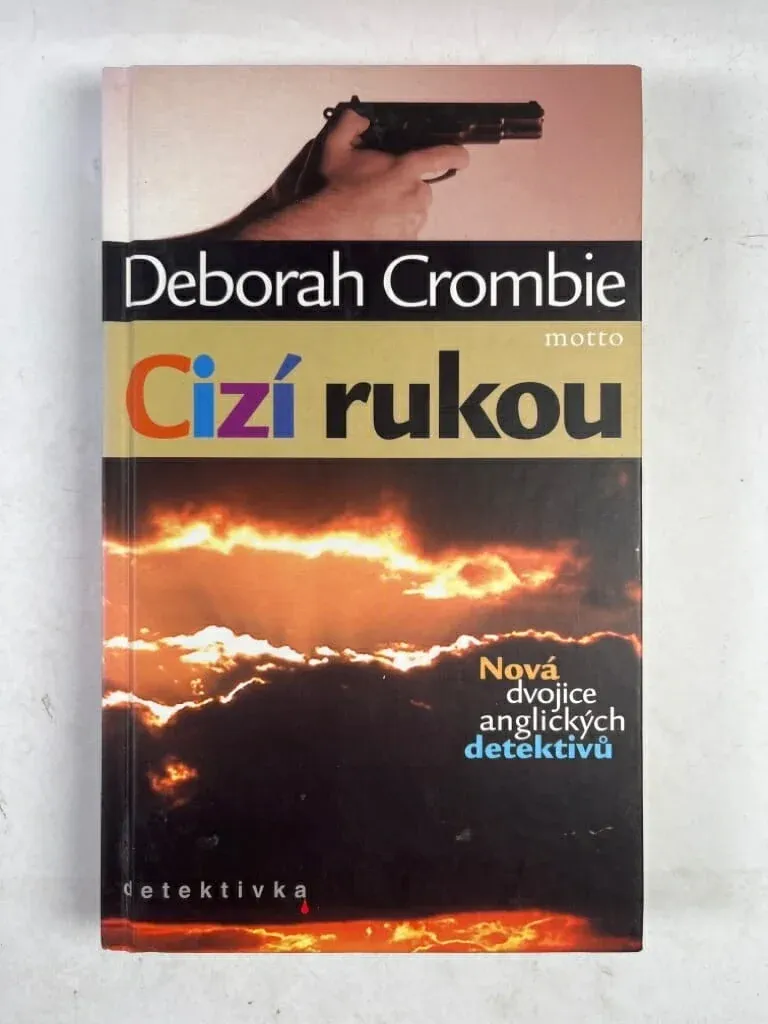 Deborah Crombie
motto
Cizí rukou
Nová
dvojice
anglických
detektivů
detektivka